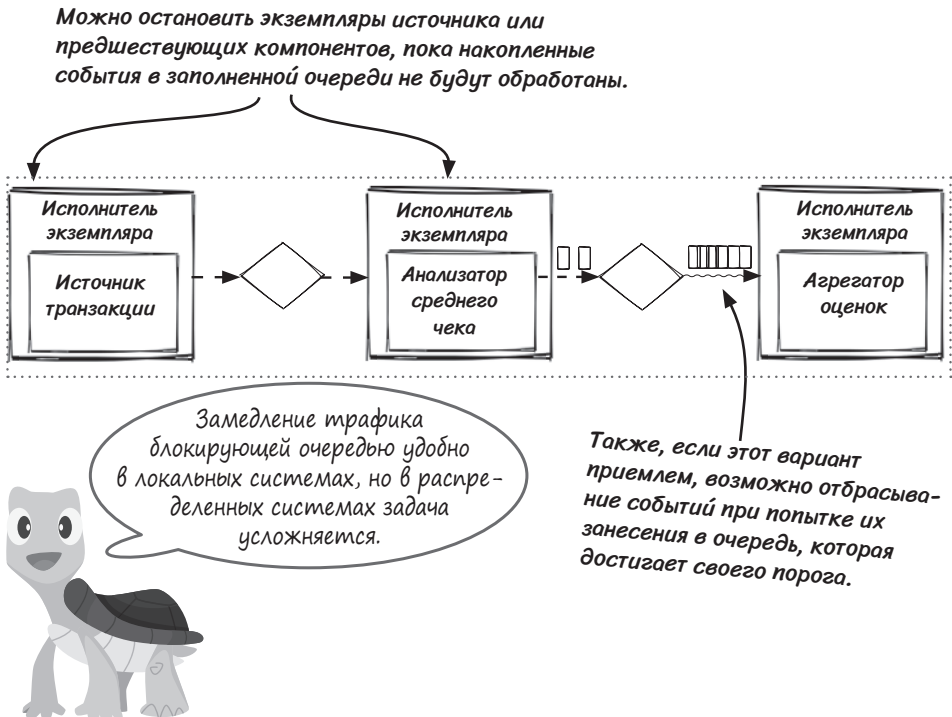 Можно остановить экземпляры источника или
предшествующих компонентов, пока накопленные
события в заполненной очереди не будут обработаны.
Исполнитель
экземпляра
Источник
транзакции
Исполнитель
экземпляра
Анализатор
среднего
чека
Исполнитель
экземпляра
Агрегатор
оценок
Замедление трафика
блокирующей очередью удобно
в локальных системах, но в распре-
деленных системах задача
усложняется.
Также, если этот вариант
приемлем, возможно отбрасыва-
ние событий при попытке их
занесения в очередь, которая
достигает своего порога.